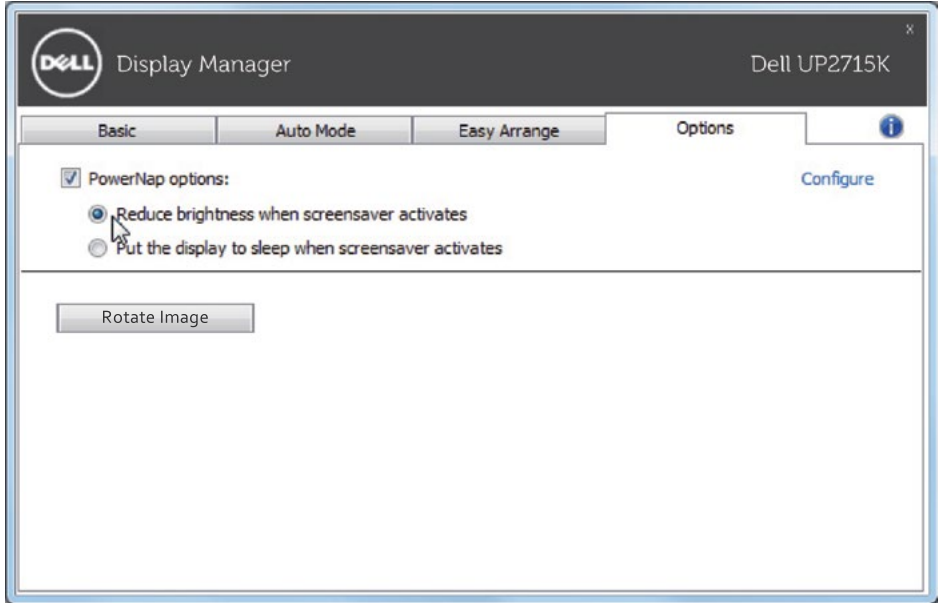 x
DELL Display Manager Dell UP2715K
Basic Auto Mode Easy Arrange Options i
PowerNap options: Configure
Reduce brightness when screensaver activates
Put the display to sleep when screensaver activates
Rotate Image